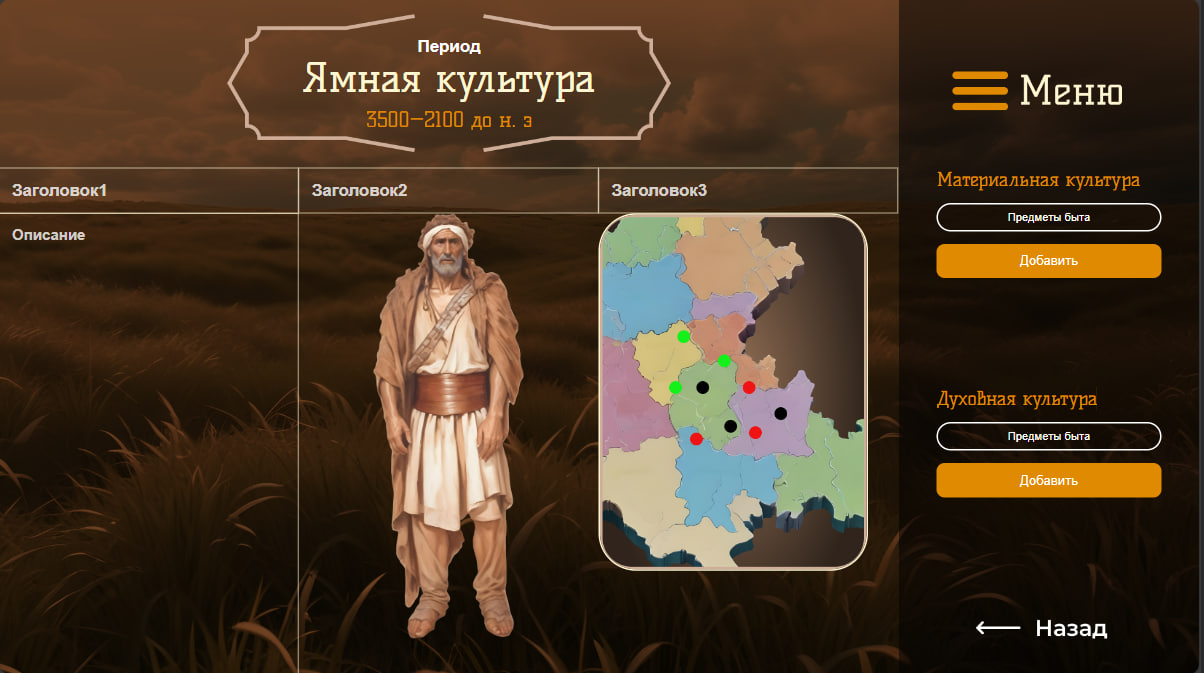 Период
Ямная культура
3500—2100 до н. э
Заголовок1
Заголовок2
Заголовок3
Описание
Меню
Материальная культура
Предметы быта
Добавить
Духовная культура
Предметы быта
Добавить
Назад